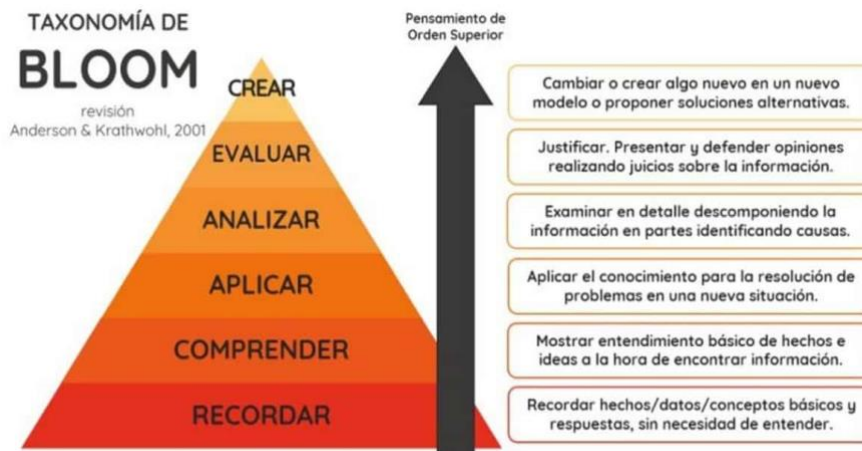 TAXONOMÍA DE
BLOOM
revisión
Anderson & Krathwohl, 2001
Pensamiento de
Orden Superior
CREAR
Cambiar o crear algo nuevo en un nuevo
modelo o proponer soluciones alternativas.
EVALUAR
Justificar. Presentar y defender opiniones
realizando juicios sobre la información.
ANALIZAR
Examinar en detalle descomponiendo la
información en partes identificando causas.
APLICAR
Aplicar el conocimiento para la resolución de
problemas en una nueva situación.
COMPRENDER
Mostrar entendimiento básico de hechos e
ideas a la hora de encontrar información.
RECORDAR
Recordar hechos/datos/conceptos básicos y
respuestas, sin necesidad de entender.